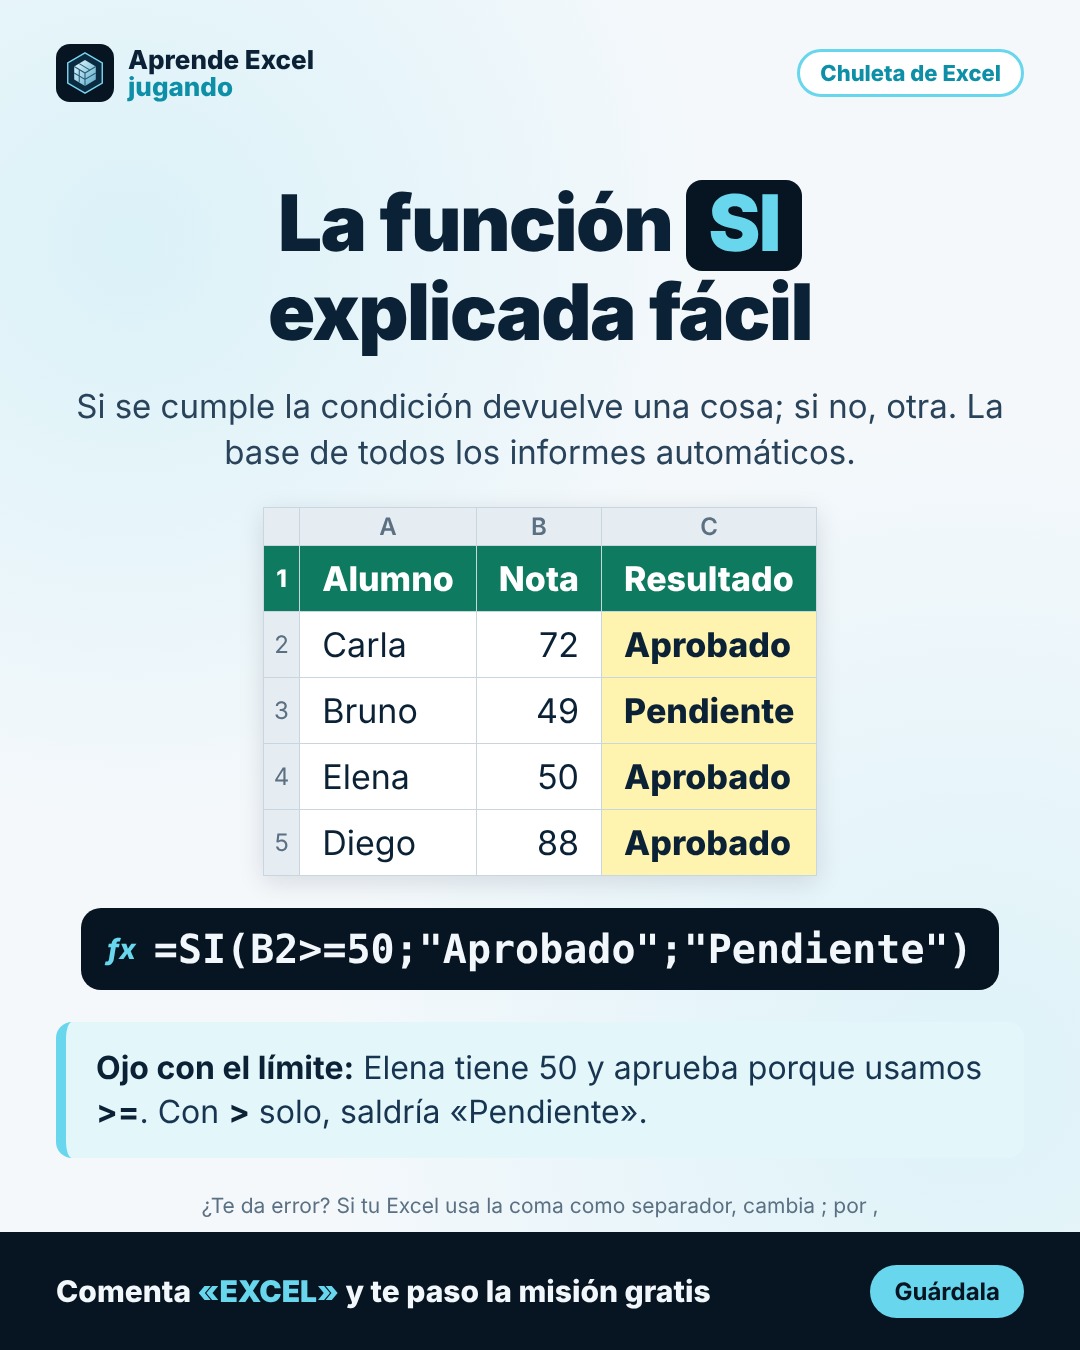 Aprende Excel
jugando
Chuleta de Excel
La función SI
explicada fácil
Si se cumple la condición devuelve una cosa; si no, otra. La
base de todos los informes automáticos.
A B C
1 Alumno Nota Resultado
2 Carla 72 Aprobado
3 Bruno 49 Pendiente
4 Elena 50 Aprobado
5 Diego 88 Aprobado
fx =SI(B2>=50;"Aprobado";"Pendiente")
Ojo con el límite: Elena tiene 50 y aprueba porque usamos
>=. Con > solo, saldría «Pendiente».
¿Te da error? Si tu Excel usa la coma como separador, cambia ; por ,
Comenta «EXCEL» y te paso la misión gratis
Guárdala